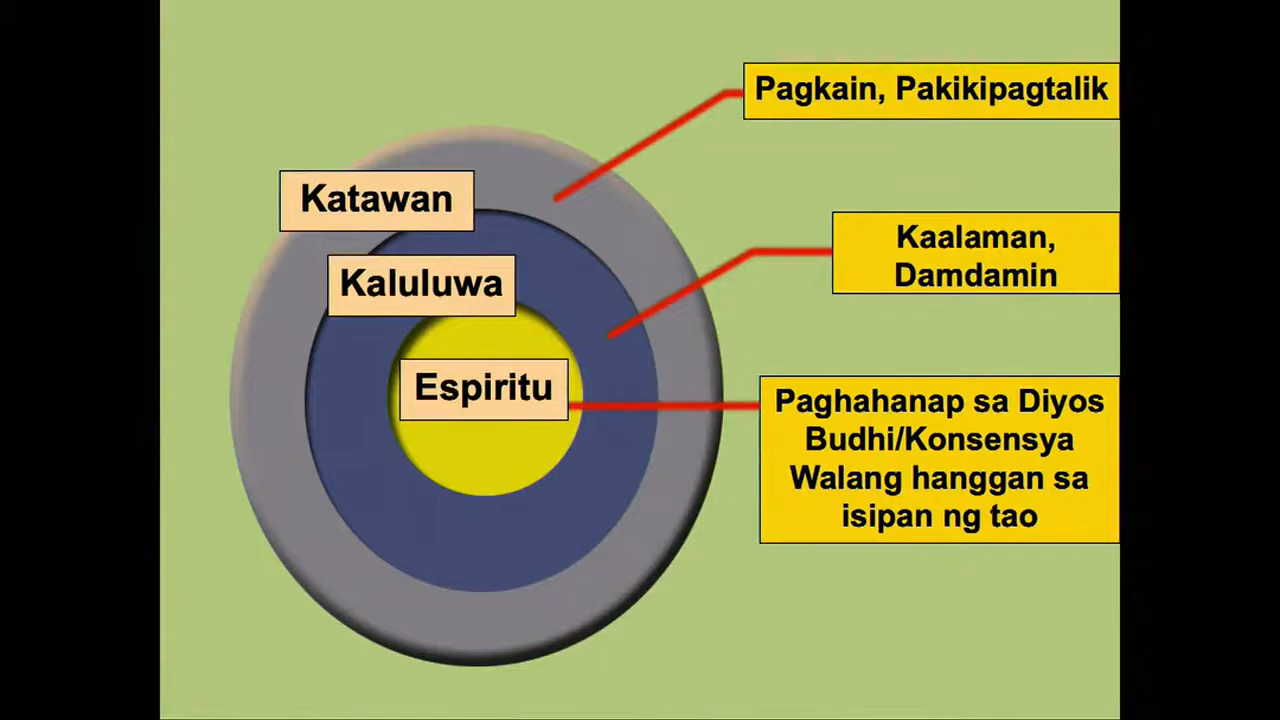 Pagkain, Pakikipagtalik
Katawan
Kaalaman,
Damdamin
Kaluluwa
Espiritu
Paghahanap sa Diyos
Budhi/Konsensya
Walang hanggan sa
isipan ng tao